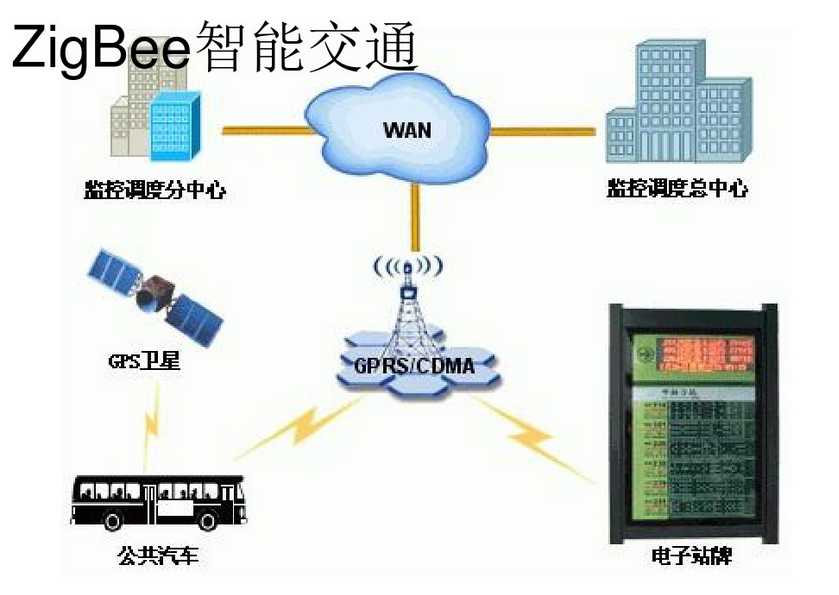 ZigBee智能交通
WAN
监控调度分中心
监控调度总中心
GPS卫星
GPRS/CDMA
公共汽车
电子站牌